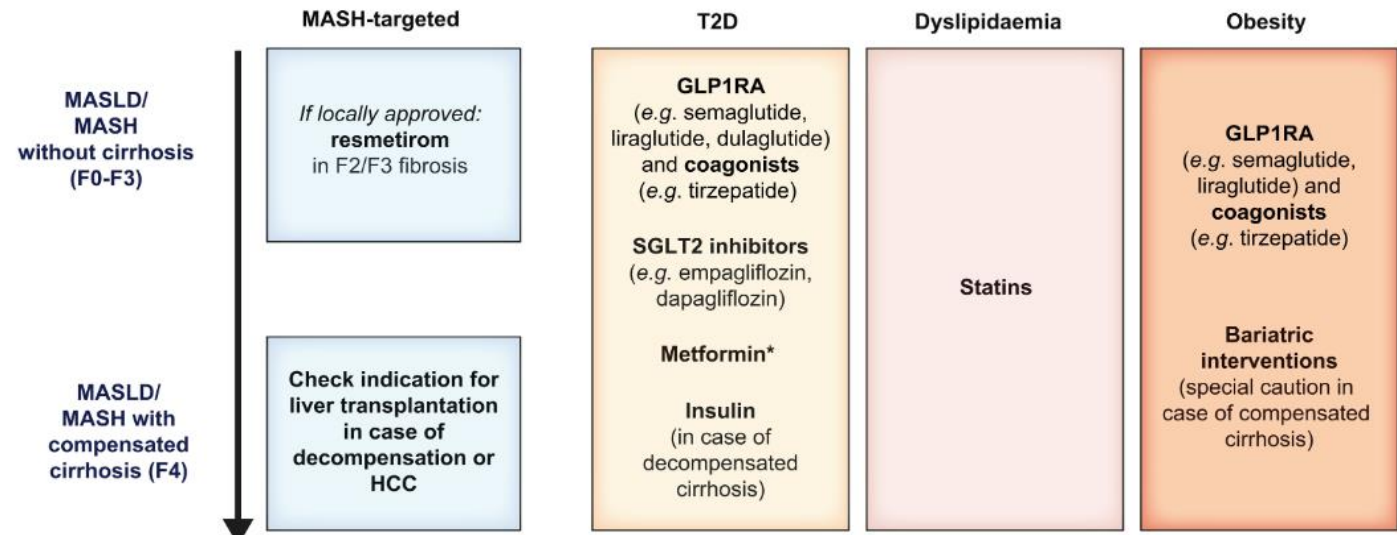 MASH-targeted
T2D
Dyslipidaemia
Obesity
MASLD/
MASH
without cirrhosis
(F0-F3)
If locally approved:
resmetirom
in F2/F3 fibrosis
GLP1RA
(e.g. semaglutide,
liraglutide, dulaglutide)
and coagonists
(e.g. tirzepatide)
SGLT2 inhibitors
(e.g. empagliflozin,
dapagliflozin)
Metformin*
Insulin
(in case of
decompensated
cirrhosis)
Statins
GLP1RA
(e.g. semaglutide,
liraglutide) and
coagonists
(e.g. tirzepatide)
Bariatric
interventions
(special caution in
case of compensated
cirrhosis)
MASLD/
MASH with
compensated
cirrhosis (F4)
Check indication for
liver transplantation
in case of
decompensation or
HCC